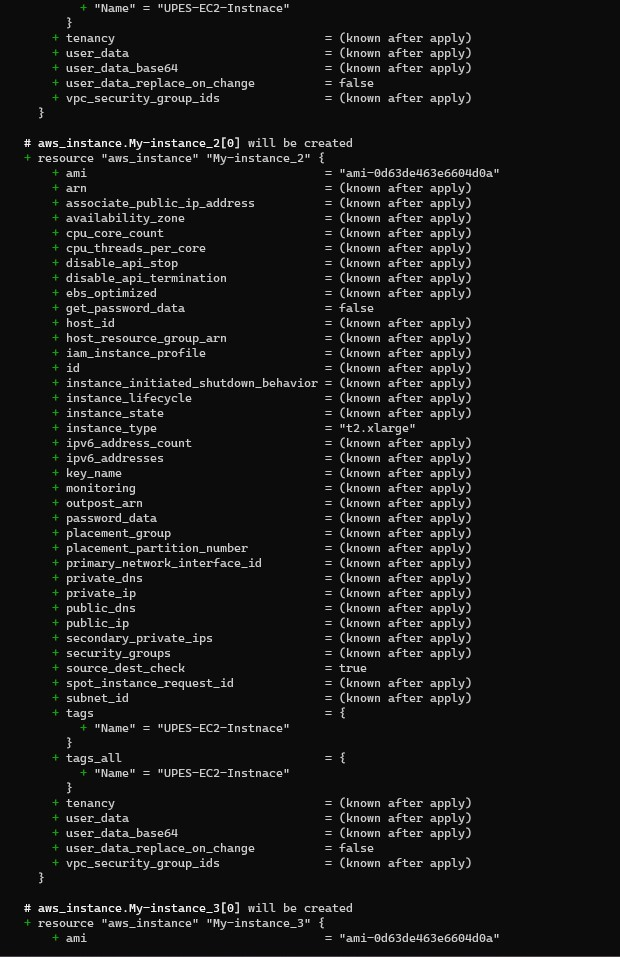 + "Name" = "UPES-EC2-Instnace"
}
+ tenancy = (known after apply)
+ user_data = (known after apply)
+ user_data_base64 = (known after apply)
+ user_data_replace_on_change = false
+ vpc_security_group_ids = (known after apply)
}
# aws_instance.My-instance_2[0] will be created
+ resource "aws_instance" "My-instance_2" {
+ ami = "ami-0d63de463e6604d0a"
+ arn = (known after apply)
+ associate_public_ip_address = (known after apply)
+ availability_zone = (known after apply)
+ cpu_core_count = (known after apply)
+ cpu_threads_per_core = (known after apply)
+ disable_api_stop = (known after apply)
+ disable_api_termination = (known after apply)
+ ebs_optimized = (known after apply)
+ get_password_data = false
+ host_id = (known after apply)
+ host_resource_group_arn = (known after apply)
+ iam_instance_profile = (known after apply)
+ id = (known after apply)
+ instance_initiated_shutdown_behavior = (known after apply)
+ instance_lifecycle = (known after apply)
+ instance_state = (known after apply)
+ instance_type = "t2.xlarge"
+ ipv6_address_count = (known after apply)
+ ipv6_addresses = (known after apply)
+ key_name = (known after apply)
+ monitoring = (known after apply)
+ outpost_arn = (known after apply)
+ password_data = (known after apply)
+ placement_group = (known after apply)
+ placement_partition_number = (known after apply)
+ primary_network_interface_id = (known after apply)
+ private_dns = (known after apply)
+ private_ip = (known after apply)
+ public_dns = (known after apply)
+ public_ip = (known after apply)
+ secondary_private_ips = (known after apply)
+ security_groups = (known after apply)
+ source_dest_check = true
+ spot_instance_request_id = (known after apply)
+ subnet_id = (known after apply)
+ tags = {
+ "Name" = "UPES-EC2-Instnace"
}
+ tags_all = {
+ "Name" = "UPES-EC2-Instnace"
}
+ tenancy = (known after apply)
+ user_data = (known after apply)
+ user_data_base64 = (known after apply)
+ user_data_replace_on_change = false
+ vpc_security_group_ids = (known after apply)
}
# aws_instance.My-instance_3[0] will be created
+ resource "aws_instance" "My-instance_3" {
+ ami = "ami-0d63de463e6604d0a"